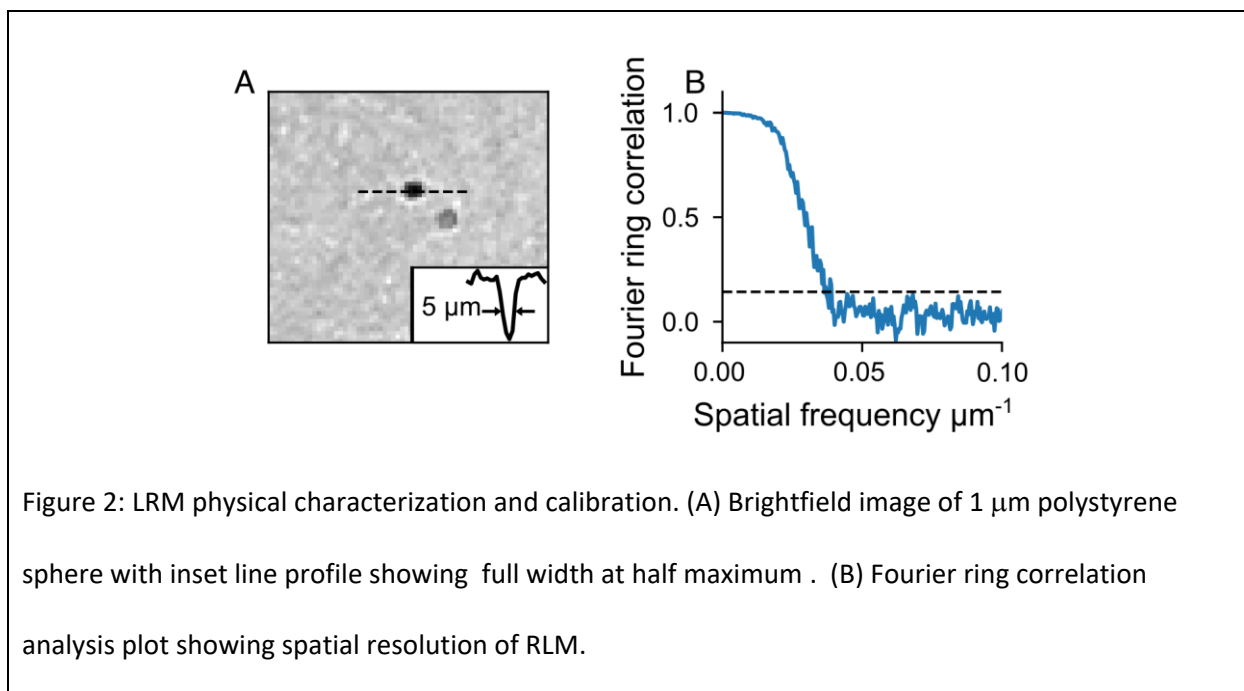 A
B
5 µm
Fourier ring correlation
1.0
0.5
0.0
0.00
0.05
0.10
Spatial frequency µm-1
Figure 2: LRM physical characterization and calibration. (A) Brightfield image of 1 µm polystyrene
sphere with inset line profile showing  full width at half maximum .  (B) Fourier ring correlation
analysis plot showing spatial resolution of RLM.